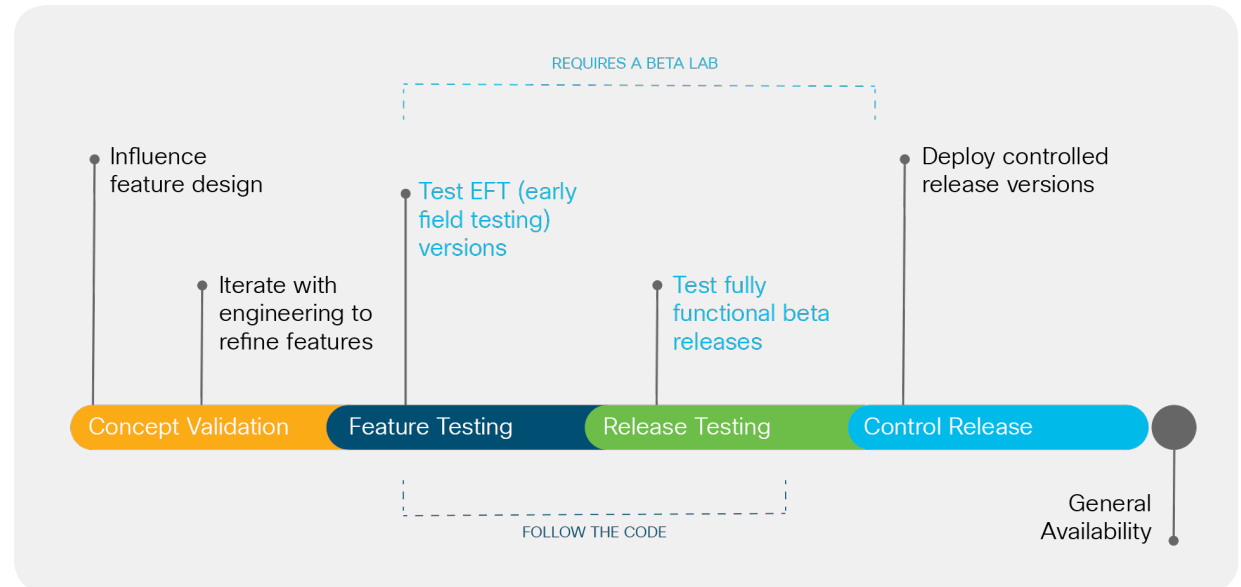 REQUIRES A BETA LAB
Influence
feature design
Deploy controlled
release versions
Test EFT (early
field testing)
versions
Iterate with
engineering to
refine features
Test fully
functional beta
releases
Concept Validation
Feature Testing
Release Testing
Control Release
General
Availability
FOLLOW THE CODE